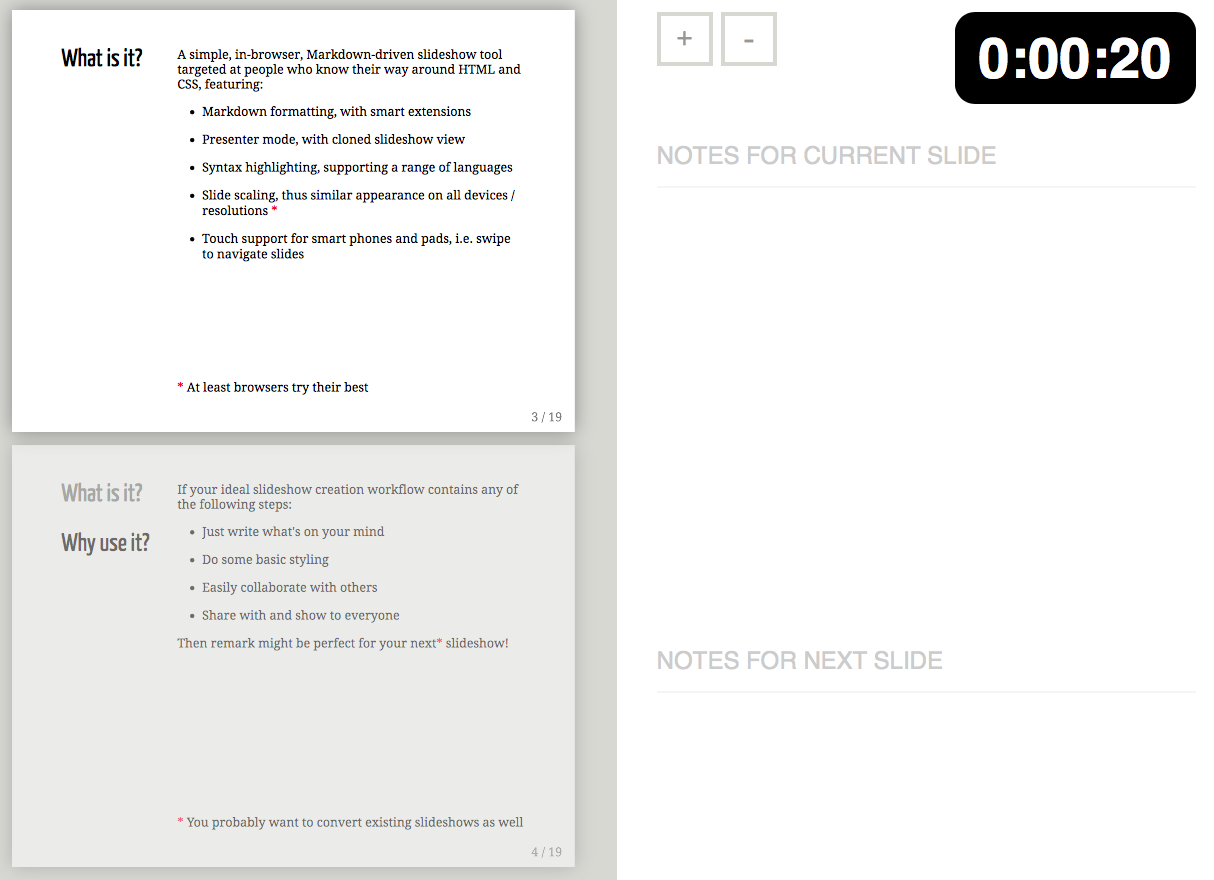 What is it?
A simple, in-browser, Markdown-driven slideshow tool
targeted at people who know their way around HTML and
CSS, featuring:
• Markdown formatting, with smart extensions
• Presenter mode, with cloned slideshow view
• Syntax highlighting, supporting a range of languages
• Slide scaling, thus similar appearance on all devices /
resolutions *
• Touch support for smart phones and pads, i.e. swipe
to navigate slides
* At least browsers try their best
3 / 19
What is it?
Why use it?
If your ideal slideshow creation workflow contains any of
the following steps:
• Just write what's on your mind
• Do some basic styling
• Easily collaborate with others
• Share with and show to everyone
Then remark might be perfect for your next* slideshow!
* You probably want to convert existing slideshows as well
4 / 19
+ -
0:00:20
NOTES FOR CURRENT SLIDE
NOTES FOR NEXT SLIDE